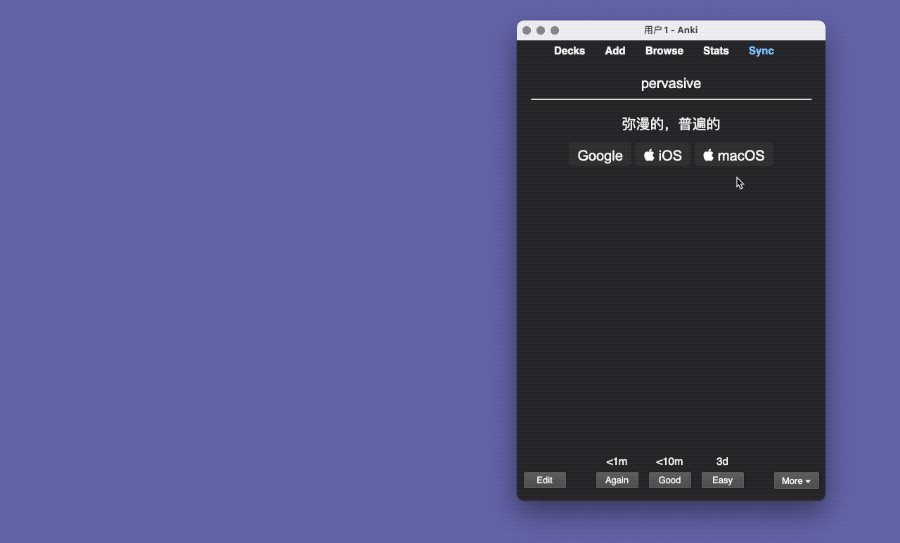 用户1 - Anki
Decks Add Browse Stats Sync
pervasive
弥漫的，普遍的
Google iOS macOS
<1m <10m 3d
Edit Again Good Easy More